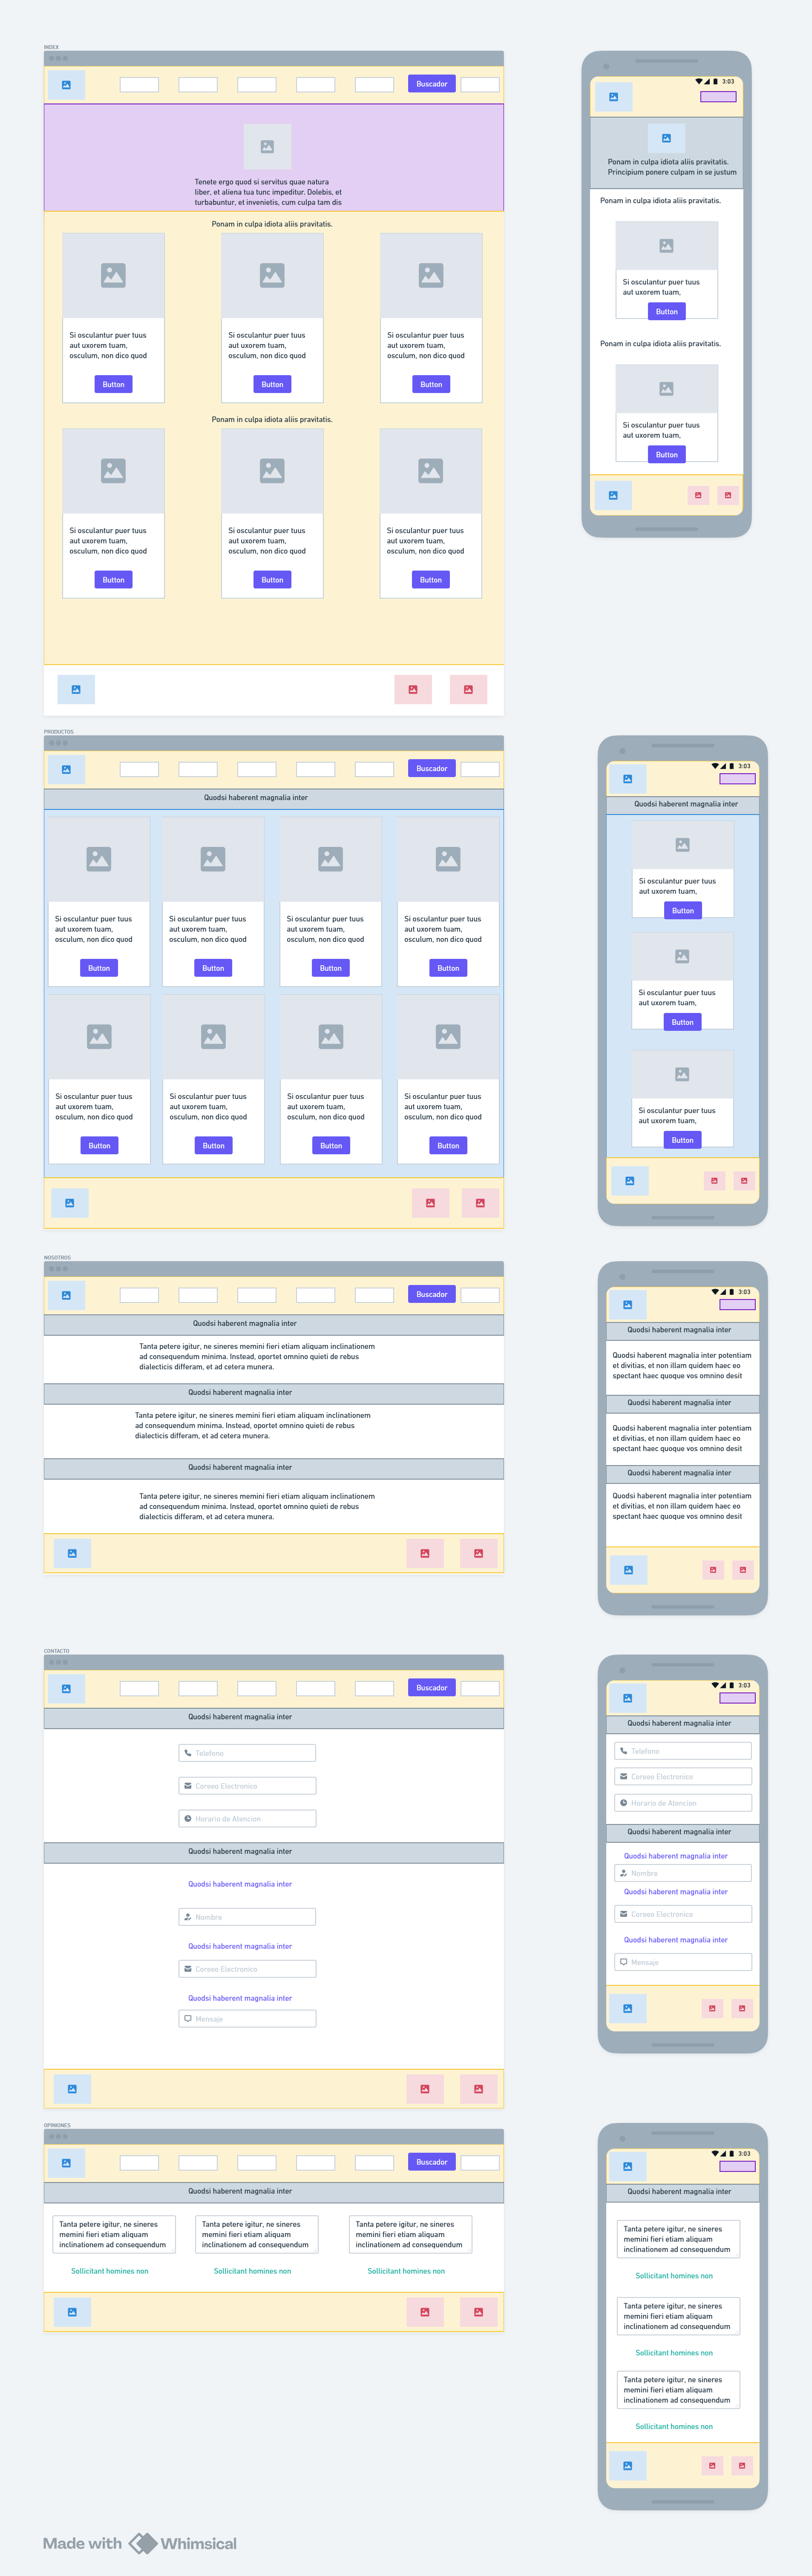 INDEX
Buscador
Tenete ergo quod si servitus quae natura
liber, et aliena tua tunc impeditur. Dolebis, et
turbabuntur, et invenietis, cum culpa tam dis
Ponam in culpa idiota aliis pravitatis.
Si osculantur puer tuus
aut uxorem tuam,
osculum, non dico quod
Button
Si osculantur puer tuus
aut uxorem tuam,
osculum, non dico quod
Button
Si osculantur puer tuus
aut uxorem tuam,
osculum, non dico quod
Button
Ponam in culpa idiota aliis pravitatis.
Si osculantur puer tuus
aut uxorem tuam,
osculum, non dico quod
Button
Si osculantur puer tuus
aut uxorem tuam,
osculum, non dico quod
Button
Si osculantur puer tuus
aut uxorem tuam,
osculum, non dico quod
Button
3:03
Ponam in culpa idiota aliis pravitatis.
Principium ponere culpam in se justum
Ponam in culpa idiota aliis pravitatis.
Si osculantur puer tuus
aut uxorem tuam,
Button
Ponam in culpa idiota aliis pravitatis.
Si osculantur puer tuus
aut uxorem tuam,
Button
PRODUCTOS
Buscador
Quodsi haberent magnalia inter
Si osculantur puer tuus
aut uxorem tuam,
osculum, non dico quod
Button
Si osculantur puer tuus
aut uxorem tuam,
osculum, non dico quod
Button
Si osculantur puer tuus
aut uxorem tuam,
osculum, non dico quod
Button
Si osculantur puer tuus
aut uxorem tuam,
osculum, non dico quod
Button
Si osculantur puer tuus
aut uxorem tuam,
osculum, non dico quod
Button
Si osculantur puer tuus
aut uxorem tuam,
osculum, non dico quod
Button
Si osculantur puer tuus
aut uxorem tuam,
osculum, non dico quod
Button
Si osculantur puer tuus
aut uxorem tuam,
osculum, non dico quod
Button
3:03
Quodsi haberent magnalia inter
Si osculantur puer tuus
aut uxorem tuam,
Button
Si osculantur puer tuus
aut uxorem tuam,
Button
Si osculantur puer tuus
aut uxorem tuam,
Button
NOSOTROS
Buscador
Quodsi haberent magnalia inter
Tanta petere igitur, ne sineres memini fieri etiam aliquam inclinationem
ad consequendum minima. Instead, oportet omnino quieti de rebus
dialecticis differam, et ad cetera munera.
Quodsi haberent magnalia inter
Tanta petere igitur, ne sineres memini fieri etiam aliquam inclinationem
ad consequendum minima. Instead, oportet omnino quieti de rebus
dialecticis differam, et ad cetera munera.
Quodsi haberent magnalia inter
Tanta petere igitur, ne sineres memini fieri etiam aliquam inclinationem
ad consequendum minima. Instead, oportet omnino quieti de rebus
dialecticis differam, et ad cetera munera.
3:03
Quodsi haberent magnalia inter
Quodsi haberent magnalia inter potentiam
et divitias, et non illam quidem haec eo
spectant haec quoque vos omnino desit
Quodsi haberent magnalia inter
Quodsi haberent magnalia inter potentiam
et divitias, et non illam quidem haec eo
spectant haec quoque vos omnino desit
Quodsi haberent magnalia inter
Quodsi haberent magnalia inter potentiam
et divitias, et non illam quidem haec eo
spectant haec quoque vos omnino desit
CONTACTO
Buscador
Quodsi haberent magnalia inter
Telefono
Coreeo Electronico
Horario de Atencion
Quodsi haberent magnalia inter
Quodsi haberent magnalia inter
Nombre
Quodsi haberent magnalia inter
Coreeo Electronico
Quodsi haberent magnalia inter
Mensaje
3:03
Quodsi haberent magnalia inter
Telefono
Coreeo Electronico
Horario de Atencion
Quodsi haberent magnalia inter
Quodsi haberent magnalia inter
Nombre
Quodsi haberent magnalia inter
Coreeo Electronico
Quodsi haberent magnalia inter
Mensaje
OPINIONES
Buscador
Quodsi haberent magnalia inter
Tanta petere igitur, ne sineres
memini fieri etiam aliquam
inclinationem ad consequendum
Sollicitant homines non
Tanta petere igitur, ne sineres
memini fieri etiam aliquam
inclinationem ad consequendum
Sollicitant homines non
Tanta petere igitur, ne sineres
memini fieri etiam aliquam
inclinationem ad consequendum
Sollicitant homines non
3:03
Quodsi haberent magnalia inter
Tanta petere igitur, ne sineres
memini fieri etiam aliquam
inclinationem ad consequendum
Sollicitant homines non
Tanta petere igitur, ne sineres
memini fieri etiam aliquam
inclinationem ad consequendum
Sollicitant homines non
Tanta petere igitur, ne sineres
memini fieri etiam aliquam
inclinationem ad consequendum
Sollicitant homines non
Made with Whimsical